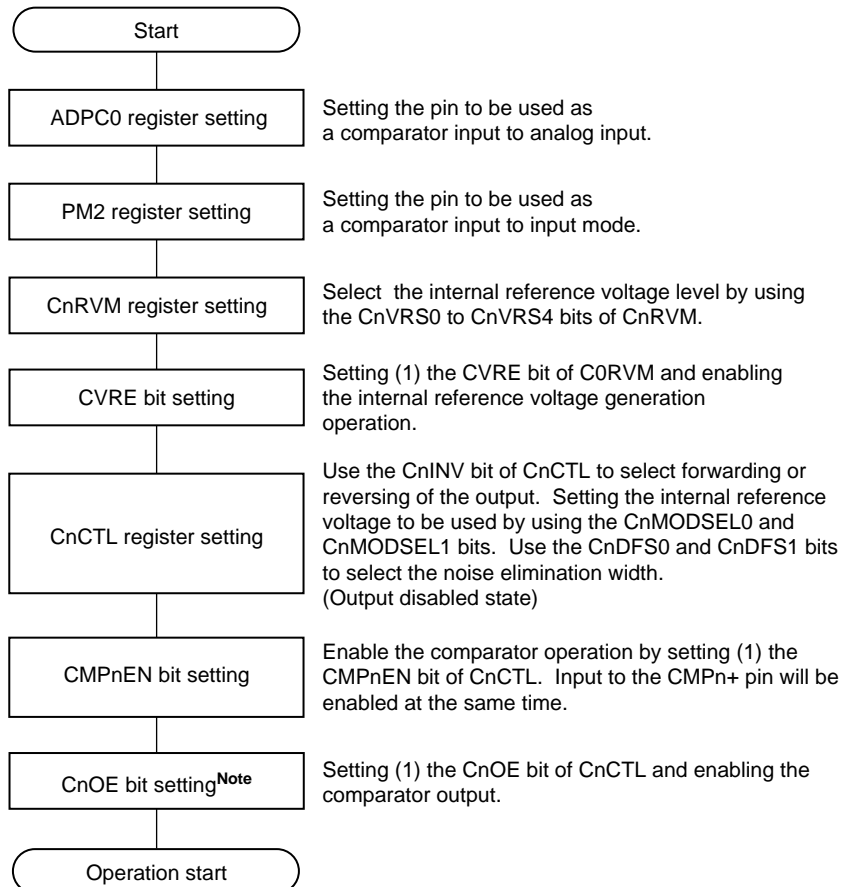 Start
ADPC0 register setting
Setting the pin to be used as
a comparator input to analog input.
PM2 register setting
Setting the pin to be used as
a comparator input to input mode.
CnRVM register setting
Select  the internal reference voltage level by using
the CnVRS0 to CnVRS4 bits of CnRVM.
CVRE bit setting
Setting (1) the CVRE bit of C0RVM and enabling
the internal reference voltage generation
operation.
CnCTL register setting
Use the CnINV bit of CnCTL to select forwarding or
reversing of the output.  Setting the internal reference
voltage to be used by using the CnMODSEL0 and
CnMODSEL1 bits.  Use the CnDFS0 and CnDFS1 bits
to select the noise elimination width.
(Output disabled state)
CMPnEN bit setting
Enable the comparator operation by setting (1) the
CMPnEN bit of CnCTL.  Input to the CMPn+ pin will be
enabled at the same time.
CnOE bit settingNote
Setting (1) the CnOE bit of CnCTL and enabling the
comparator output.
Operation start